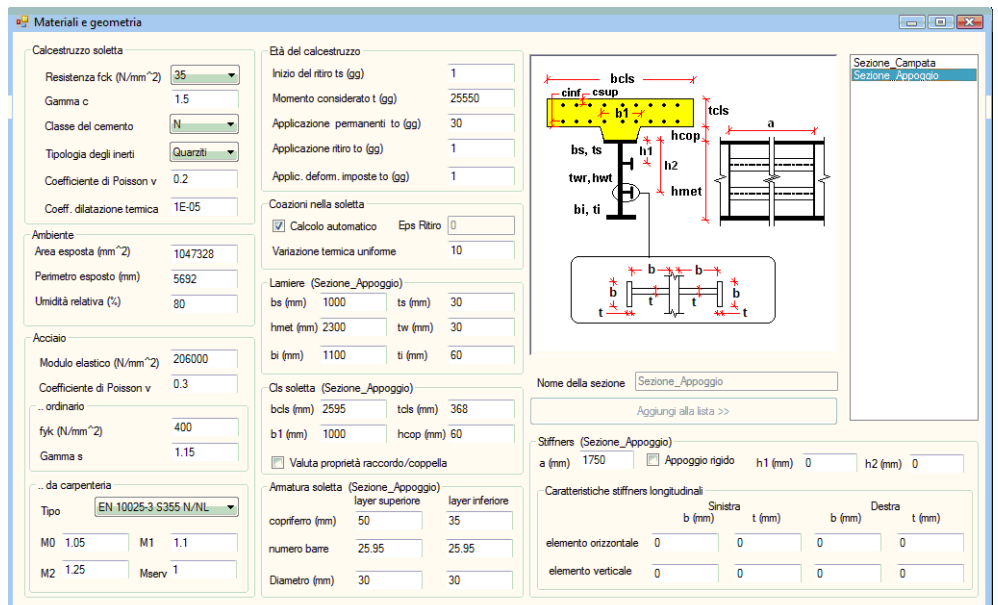 Materiali e geometria
Calcestruzzo soletta
Resistenza fck (N/mm^2) 35
Gamma c 1.5
Classe del cemento N
Tipologia degli inerti Quarziti
Coefficiente di Poisson v 0.2
Coeff. dilatazione termica 1E-05
Ambiente
Area esposta (mm^2) 1047328
Perimetro esposto (mm) 5692
Umidità relativa (%) 80
Acciaio
Modulo elastico (N/mm^2) 206000
Coefficiente di Poisson v 0.3
.. ordinario
fyk (N/mm^2) 400
Gamma s 1.15
.. da carpenteria
Tipo EN 10025-3 S355 N/NL
M0 1.05 M1 1.1
M2 1.25 Mserv 1
Età del calcestruzzo
Inizio del ritiro ts (gg) 1
Momento considerato t (gg) 25550
Applicazione permanenti to (gg) 30
Applicazione ritiro to (gg) 1
Applic. deform. imposte to (gg) 1
Coazioni nella soletta
Calcolo automatico Eps Ritiro 0
Variazione termica uniforme 10
Lamiere (Sezione_Appoggio)
bs (mm) 1000 ts (mm) 30
hmet (mm) 2300 tw (mm) 30
bi (mm) 1100 ti (mm) 60
Cls soletta (Sezione_Appoggio)
bcls (mm) 2595 tcls (mm) 368
b1 (mm) 1000 hcop (mm) 60
Valuta proprietà raccordo/coppella
Armatura soletta (Sezione_Appoggio)
layer superiore layer inferiore
copriferro (mm) 50 35
numero barre 25.95 25.95
Diametro (mm) 30 30
bcls
cinf csup
b1
tcls
hcop
a
bs, ts
h1
h2
twr, hwt
hmet
bi, ti
b b
b t t b
t t
Nome della sezione Sezione_Appoggio
Aggiungi alla lista >>
Sezione_Campata
Sezione_Appoggio
Stiffners (Sezione_Appoggio)
a (mm) 1750 Appoggio rigido h1 (mm) 0 h2 (mm) 0
Caratteristiche stiffners longitudinali
Sinistra Destra
b (mm) t (mm) b (mm) t (mm)
elemento orizzontale 0 0 0 0
elemento verticale 0 0 0 0